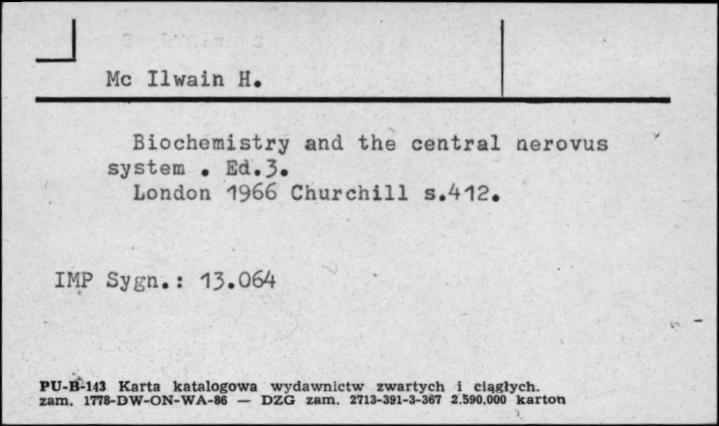 Mc Ilwain H.
Biochemistry and the central nerovus
system . Ed.3.
London 1966 Churchill s.412.
IMP Sygn.: 13.064
PU-B-143 Karta katalogowa wydawnictw zwartych i ciągłych.
zam. 1778-DW-ON-WA-86 — DZG zam. 2713-391-3-367 2.590.000 karton